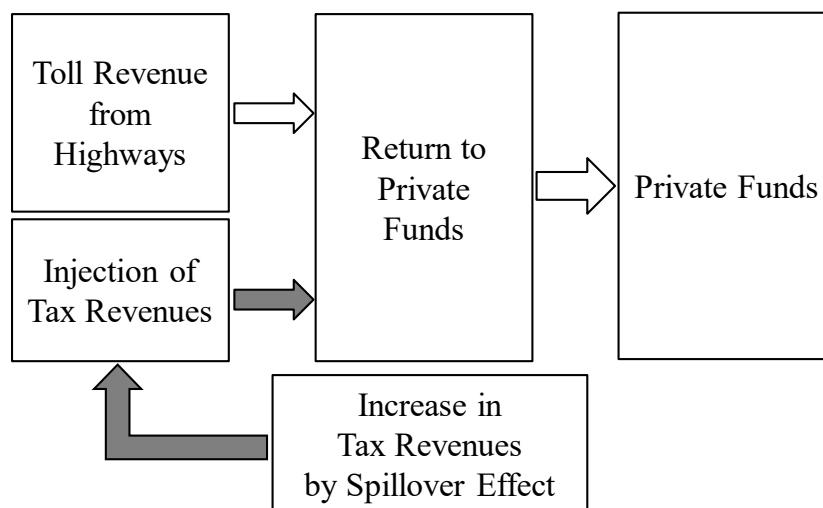 Toll Revenue
from
Highways
Return to
Private
Funds
Private Funds
Injection of
Tax Revenues
Increase in
Tax Revenues
by Spillover Effect